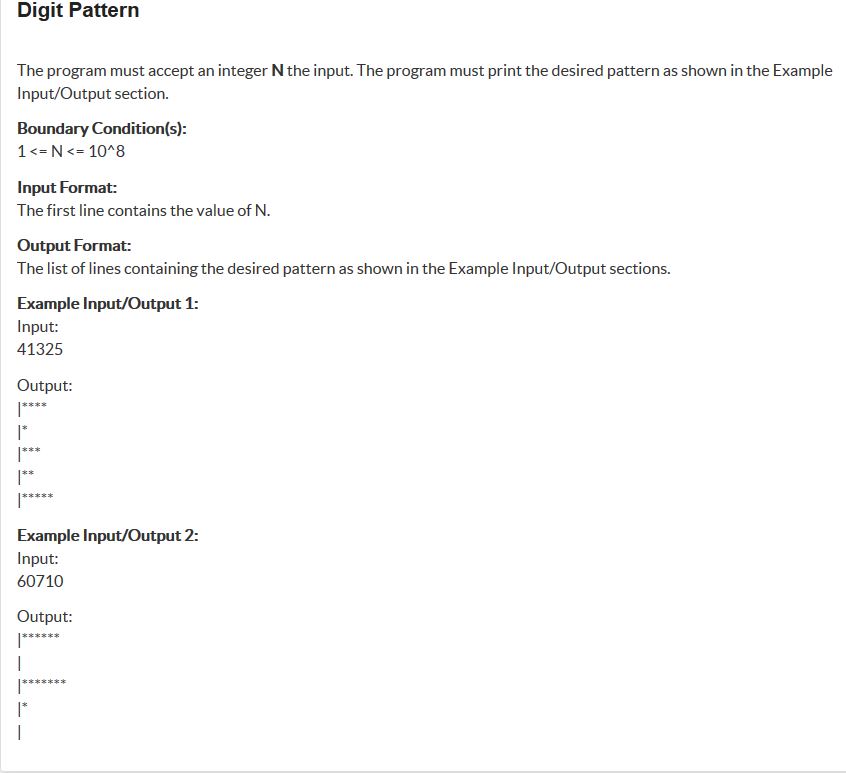 Digit Pattern
The program must accept an integer N the input. The program must print the desired pattern as shown in the Example
Input/Output section.
Boundary Condition(s):
1 <= N <= 10^8
Input Format:
The first line contains the value of N.
Output Format:
The list of lines containing the desired pattern as shown in the Example Input/Output sections.
Example Input/Output 1:
Input:
41325
Output:
|****
|*
|***
|**
|*****
Example Input/Output 2:
Input:
60710
Output:
|******
|
|*******
|*
|